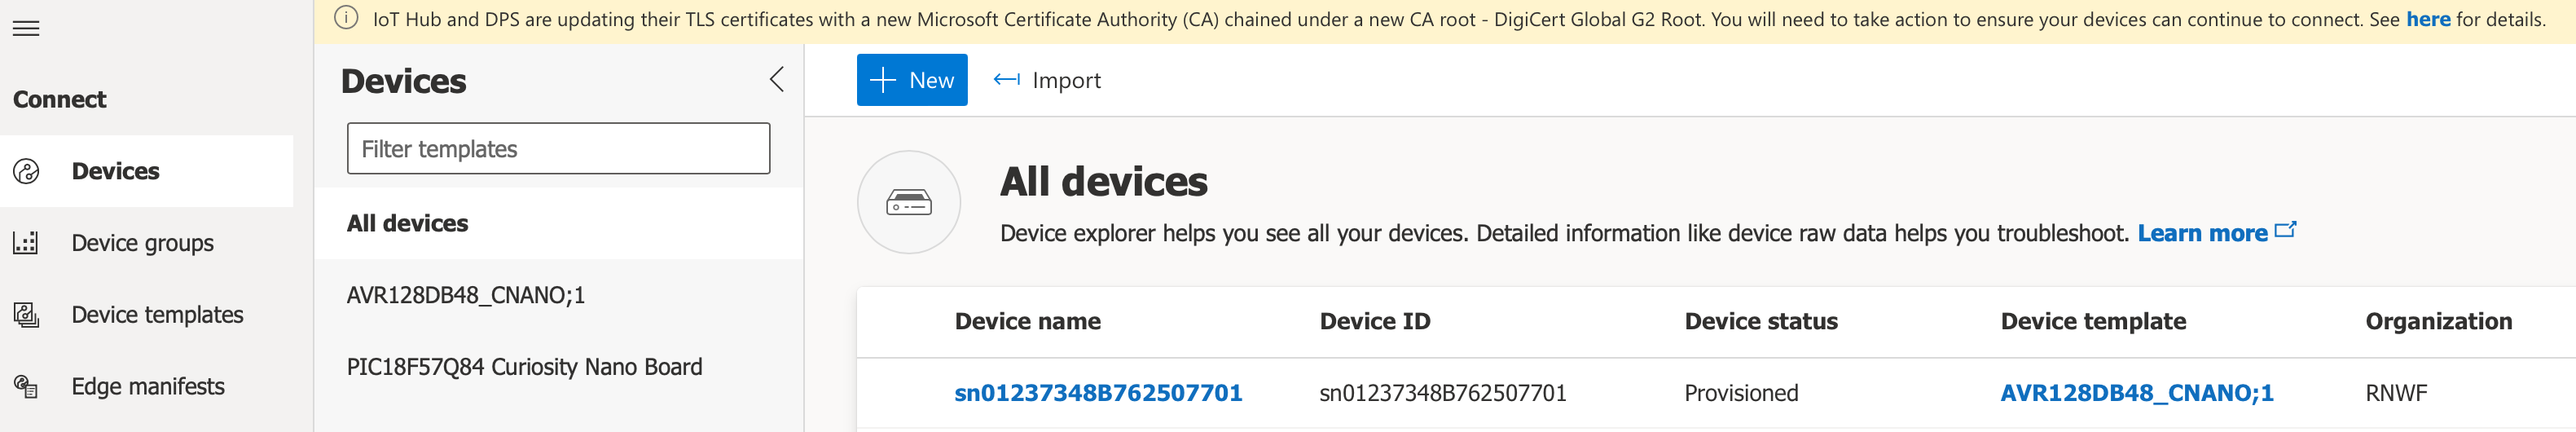 IoT Hub and DPS are updating their TLS certificates with a new Microsoft Certificate Authority (CA) chained under a new CA root - DigiCert Global G2 Root. You will need to take action to ensure your devices can continue to connect. See here for details.
Connect
Devices
Device groups
Device templates
Edge manifests
Devices
Filter templates
All devices
AVR128DB48_CNANO;1
PIC18F57Q84 Curiosity Nano Board
New Import
All devices
Device explorer helps you see all your devices. Detailed information like device raw data helps you troubleshoot. Learn more
Device name Device ID Device status Device template Organization
sn01237348B762507701 sn01237348B762507701 Provisioned AVR128DB48_CNANO;1 RNWF